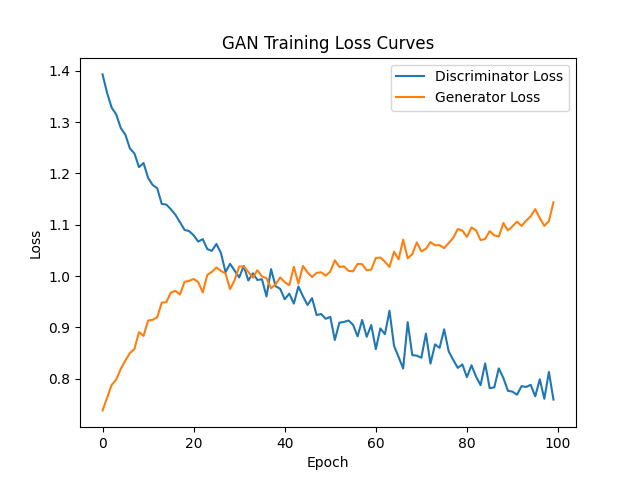 GAN Training Loss Curves
Discriminator Loss
Generator Loss
1.4
1.3
1.2
1.1
1.0
0.9
0.8
Loss
0
20
40
60
80
100
Epoch